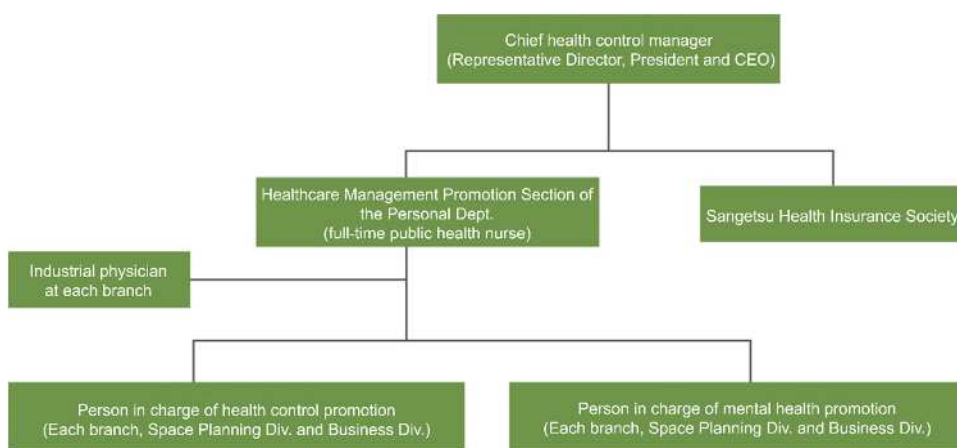 Chief health control manager
(Representative Director, President and CEO)
Healthcare Management Promotion Section of
the Personal Dept.
(full-time public health nurse)
Sangetsu Health Insurance Society
Industrial physician
at each branch
Person in charge of health control promotion
(Each branch, Space Planning Div. and Business Div.)
Person in charge of mental health promotion
(Each branch, Space Planning Div. and Business Div.)